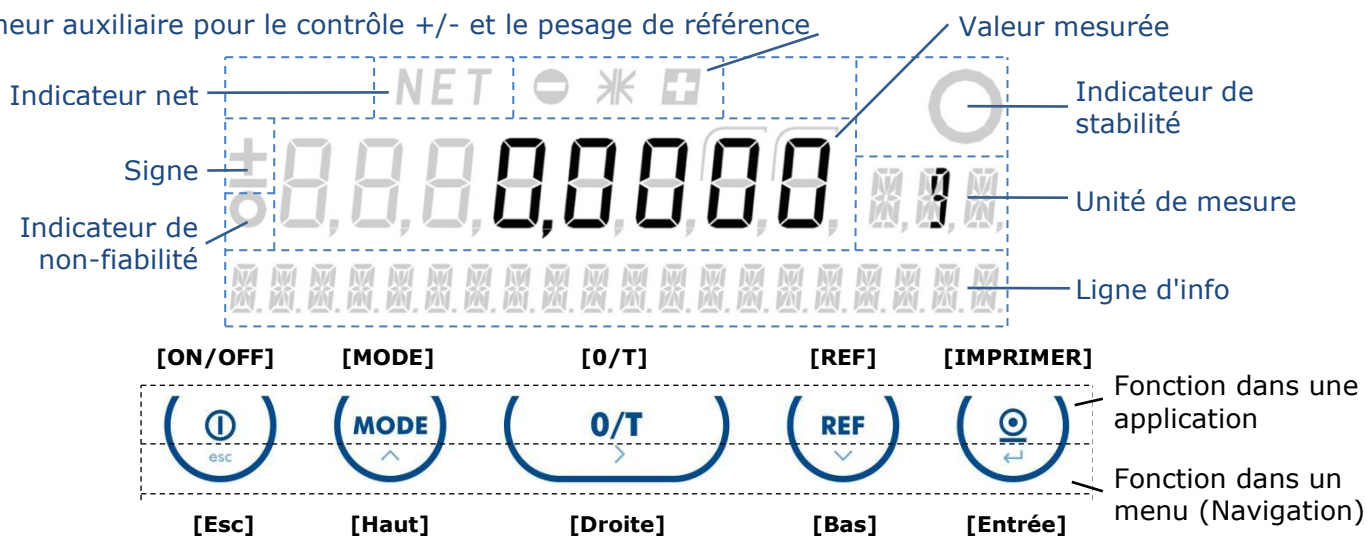 auxiliaire pour le contrôle +/- et le pesage de référence
Valeur mesurée
Indicateur net
NET
Indicateur de
stabilité
Signe
0,0000
Unité de mesure
Indicateur de
non-fiabilité
Ligne d'info
[ON/OFF] [MODE] [0/T] [REF] [IMPRIMER]
Fonction dans une
application
MODE 0/T REF
esc
Fonction dans un
menu (Navigation)
[Esc] [Haut] [Droite] [Bas] [Entrée]